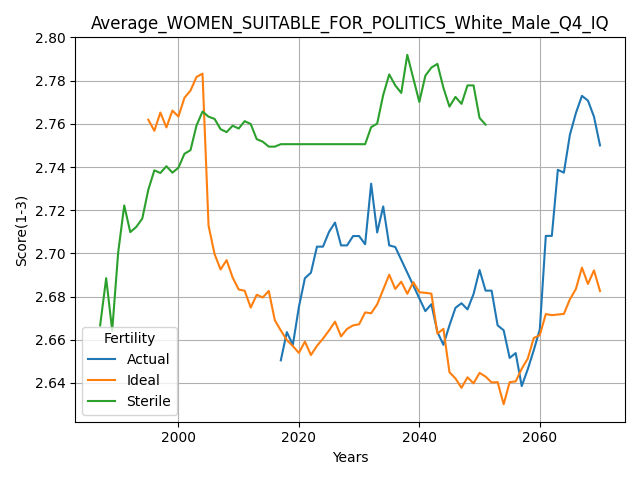 Average_WOMEN_SUITABLE_FOR_POLITICS_White_Male_Q4_IQ
2.80
2.78
2.76
2.74
2.72
2.70
2.68
2.66
2.64
Score(1-3)
Fertility
Actual
Ideal
Sterile
2000
2020
2040
2060
Years